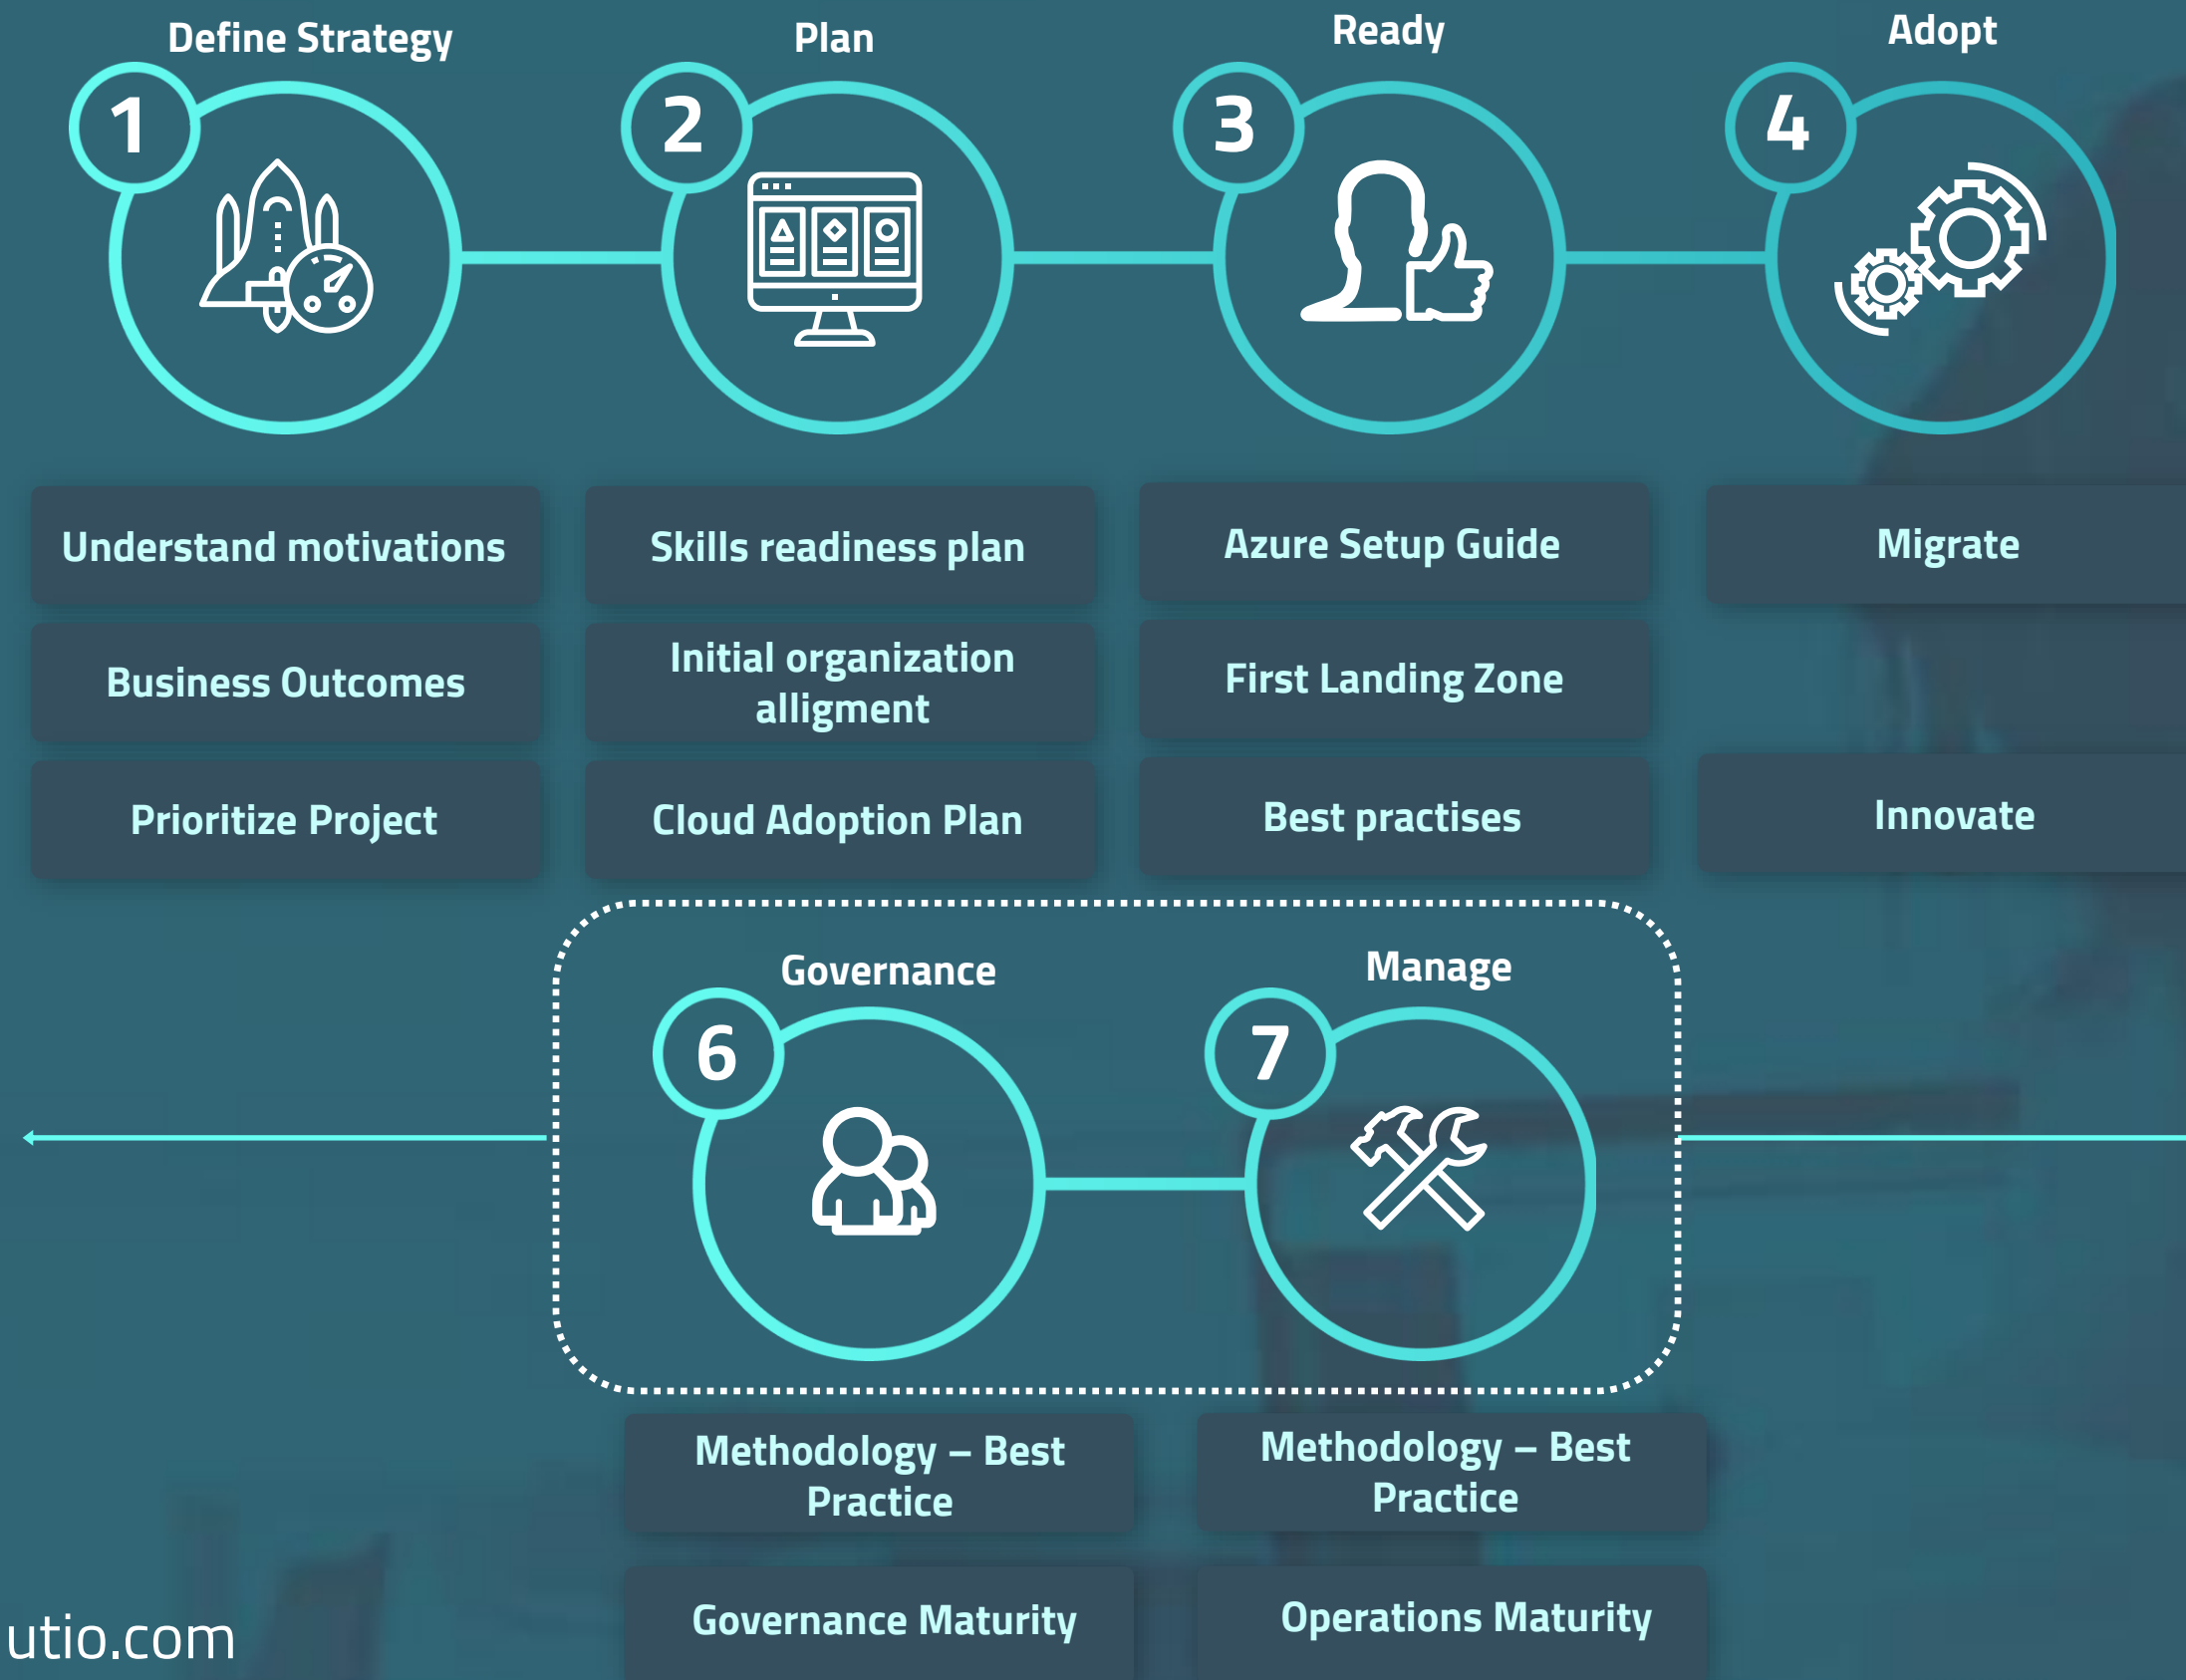 Define Strategy
Plan
Ready
Adopt
1
2
3
4
Understand motivations
Skills readiness plan
Azure Setup Guide
Migrate
Business Outcomes
Initial organization
alligment
First Landing Zone
Prioritize Project
Cloud Adoption Plan
Best practises
Innovate
Governance
Manage
6
7
Methodology – Best
Practice
Methodology – Best
Practice
Governance Maturity
Operations Maturity
utio.com